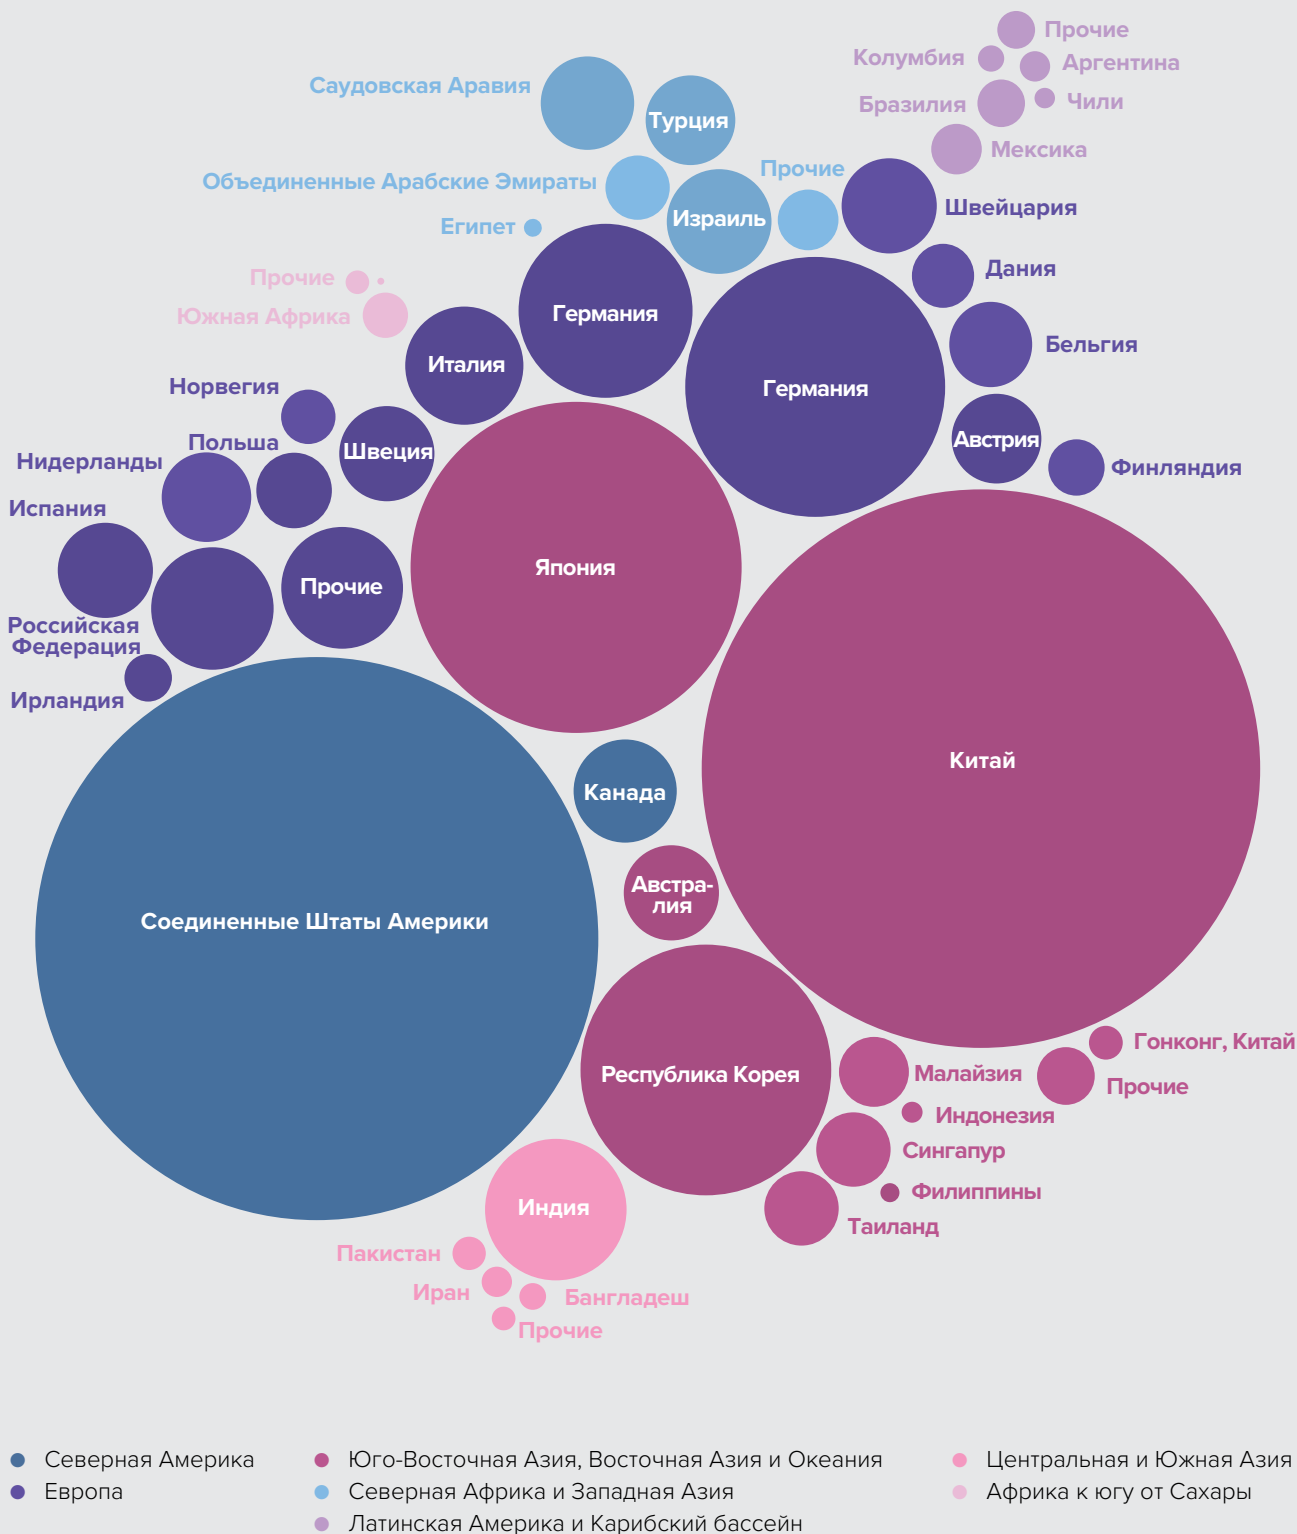 Прочие
Колумбия
Аргентина
Саудовская Аравия
Бразилия
Чили
Турция
Мексика
Прочие
Объединенные Арабские Эмираты
Швейцария
Израиль
Египет
Дания
Прочие
Германия
Южная Африка
Бельгия
Италия
Норвегия
Германия
Польша
Швеция
Австрия
Нидерланды
Финляндия
Испания
Япония
Прочие
Российская
Федерация
Ирландия
Китай
Канада
Австра-
лия
Соединенные Штаты Америки
Гонконг, Китай
Республика Корея
Малайзия
Прочие
Индонезия
Сингапур
Филиппины
Индия
Таиланд
Пакистан
Иран
Бангладеш
Прочие
Северная Америка
Европа
Юго-Восточная Азия, Восточная Азия и Океания
Северная Африка и Западная Азия
Латинская Америка и Карибский бассейн
Центральная и Южная Азия
Африка к югу от Сахары